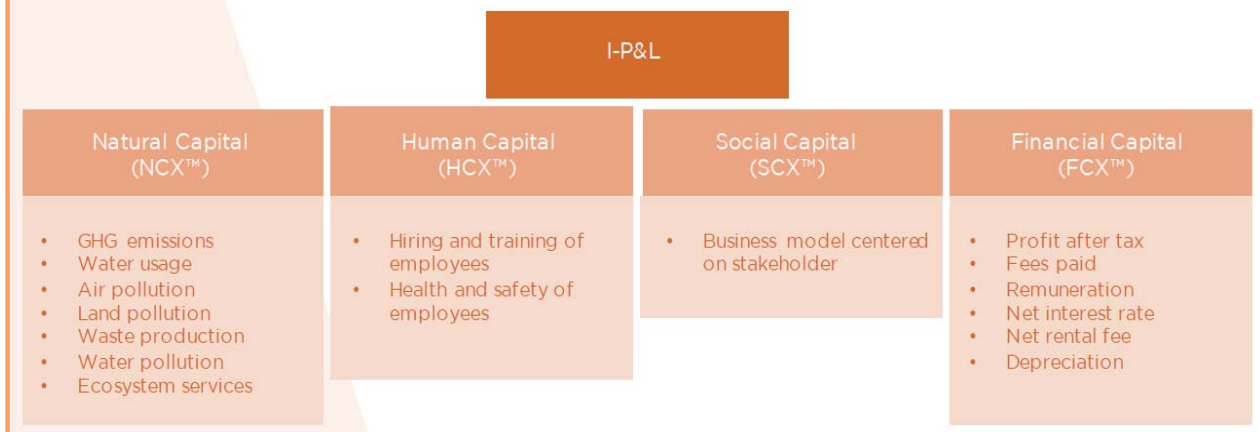 I-P&L
Natural Capital
(NCX™)
• GHG emissions
• Water usage
• Air pollution
• Land pollution
• Waste production
• Water pollution
• Ecosystem services
Human Capital
(HCX™)
• Hiring and training of
employees
• Health and safety of
employees
Social Capital
(SCX™)
• Business model centered
on stakeholder
Financial Capital
(FCX™)
• Profit after tax
• Fees paid
• Remuneration
• Net interest rate
• Net rental fee
• Depreciation